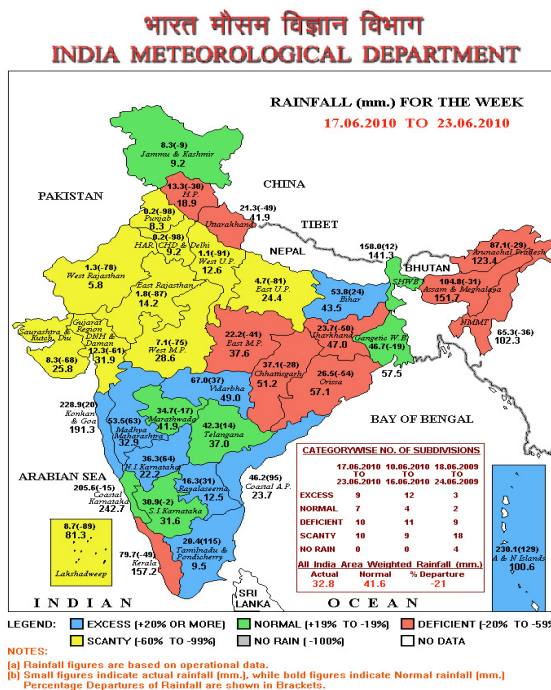 भारत मौसम विज्ञान विभाग
INDIA METEOROLOGICAL DEPARTMENT
RAINFALL (mm.) FOR THE WEEK
17.06.2010 TO 23.06.2010
8.3(-9)
Jammu & Kashmir
9.2
PAKISTAN
CHINA
13.3(-30)
H.P.
18.9
TIBET
21.3(-49)
41.9
Uttarakhand
0.2(-98)
Punjab
8.3
0.2(-98)
HAR. CHD & Delhi
9.2
NEPAL
1.1(-91)
West U.P.
12.6
158.0(12)
141.3
BHUTAN
87.1(-29)
Arunachal Pradesh
123.4
1.3(-78)
West Rajasthan
5.8
East Rajasthan
1.8(-87)
14.2
4.7(-81)
East U.P.
24.4
53.8(24)
Bihar
43.5
SHWB
104.8(-31)
Assam & Meghalaya
151.7
NMMT
65.3(-36)
102.3
Saurashtra &
Kutch, Diu
8.3(-68)
25.8
Gujarat
Region
DNH &
Daman
12.3(-61)
31.9
7.1(-75)
West M.P.
28.6
22.2(-41)
East M.P.
37.6
23.7(-50)
Jharkhand
47.0
Gangetic W.B
46.7(-19)
57.5
37.1(-28)
Chhattisgarh
51.2
26.5(-54)
Orissa
57.1
67.0(37)
Vidarbha
49.0
228.9(20)
Konkan
& Goa
191.3
53.5(63)
Madhya
Maharashtra
32.9
34.7(-17)
Marathwada
41.9
42.3(14)
Telangana
37.0
BAY OF BENGAL
36.3(64)
N.I.Karnataka
22.2
ARABIAN SEA
205.6(-15)
Coastal
Karnataka
242.7
16.3(31)
Rayalaseema
12.5
46.2(95)
Coastal A.P.
23.7
30.9(-2)
S.I.Karnataka
31.6
8.7(-89)
81.3
Lakshadweep
79.7(-49)
Kerala
157.2
20.4(115)
Tamilnadu &
Pondicherry
9.5
230.1(129)
A & N Islands
100.6
CATEGORYWISE NO. OF SUBDIVISIONS
17.06.2010 10.06.2010 18.06.2009
TO TO TO
23.06.2010 16.06.2010 24.06.2009
EXCESS 9 12 3
NORMAL 7 4 2
DEFICIENT 10 11 9
SCANTY 10 9 18
NO RAIN 0 0 4
All India Area Weighted Rainfall (mm.)
Actual Normal % Departure
32.8 41.6 -21
SRI
LANKA
INDIAN OCEAN
LEGEND: EXCESS (+20% OR MORE) NORMAL (+19% TO -19%) DEFICIENT (-20% TO -59%
SCANTY (-60% TO -99%) NO RAIN (-100%) NO DATA
NOTES:
(a) Rainfall figures are based on operational data.
(b) Small figures indicate actual rainfall (mm.), while bold figures indicate Normal rainfall (mm.)
Percentage Departures of Rainfall are shown in Brackets.